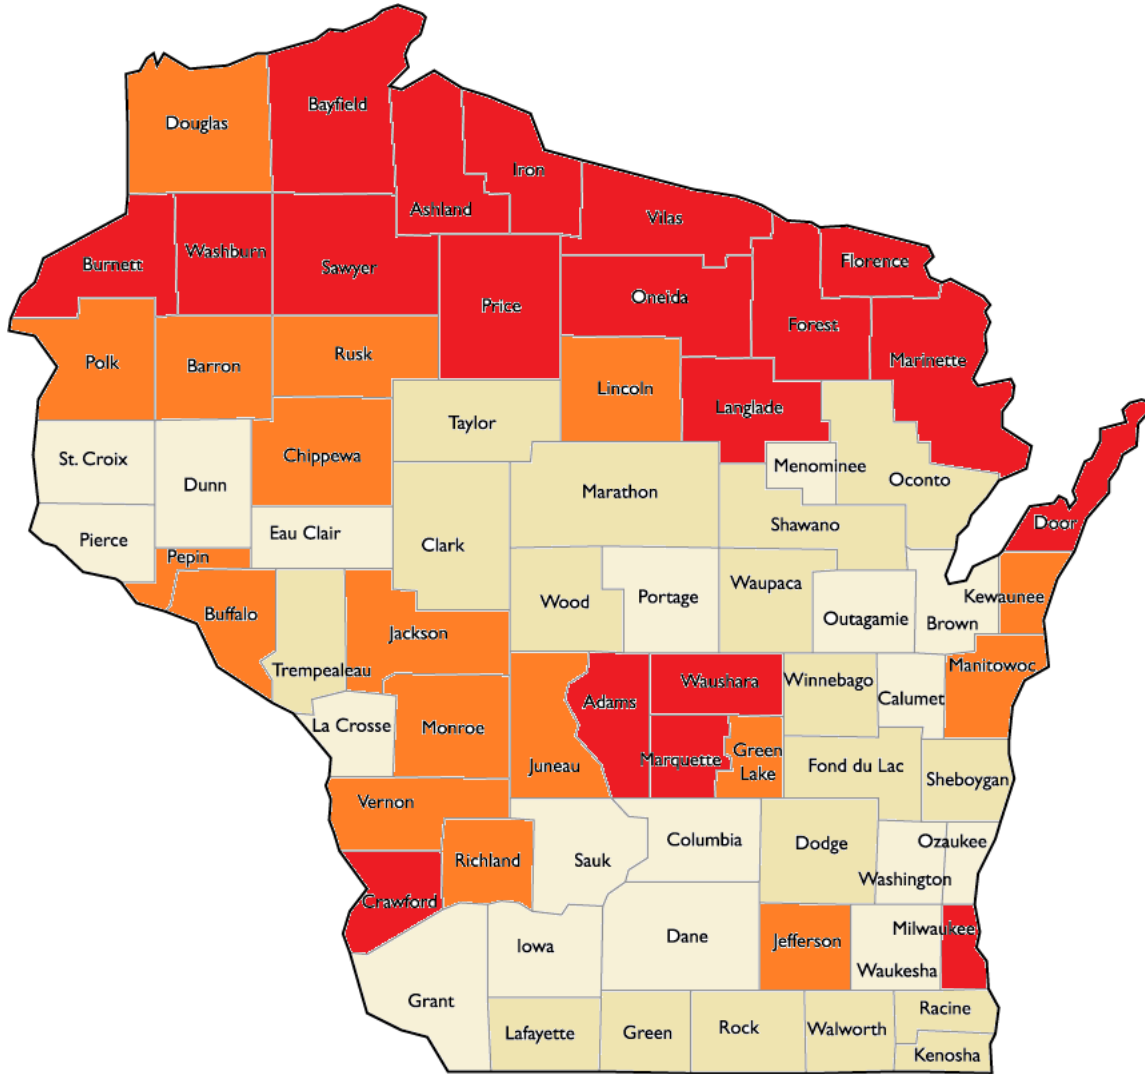 Bayfield
Douglas
Iron
Ashland
Vilas
Washburn
Burnett
Sawyer
Florence
Oneida
Price
Forest
Marinette
Rusk
Polk
Barron
Lincoln
Langlade
Taylor
Chippewa
St. Croix
Menominee
Dunn
Oconto
Marathon
Shawano
Eau Clair
Pierce
Clark
Pepin
Waupaca
Portage
Wood
Kewaunee
Buffalo
Outagamie
Brown
Jackson
Manitowoc
Trempealeau
Waushara
Winnebago
Adams
Calumet
La Crosse
Monroe
Green
Lake
Marquette
Juneau
Fond du Lac
Sheboygan
Vernon
Columbia
Ozaukee
Dodge
Richland
Sauk
Washington
Crawford
Milwaukee
Dane
Jefferson
Iowa
Waukesha
Grant
Racine
Lafayette
Green
Rock
Walworth
Kenosha